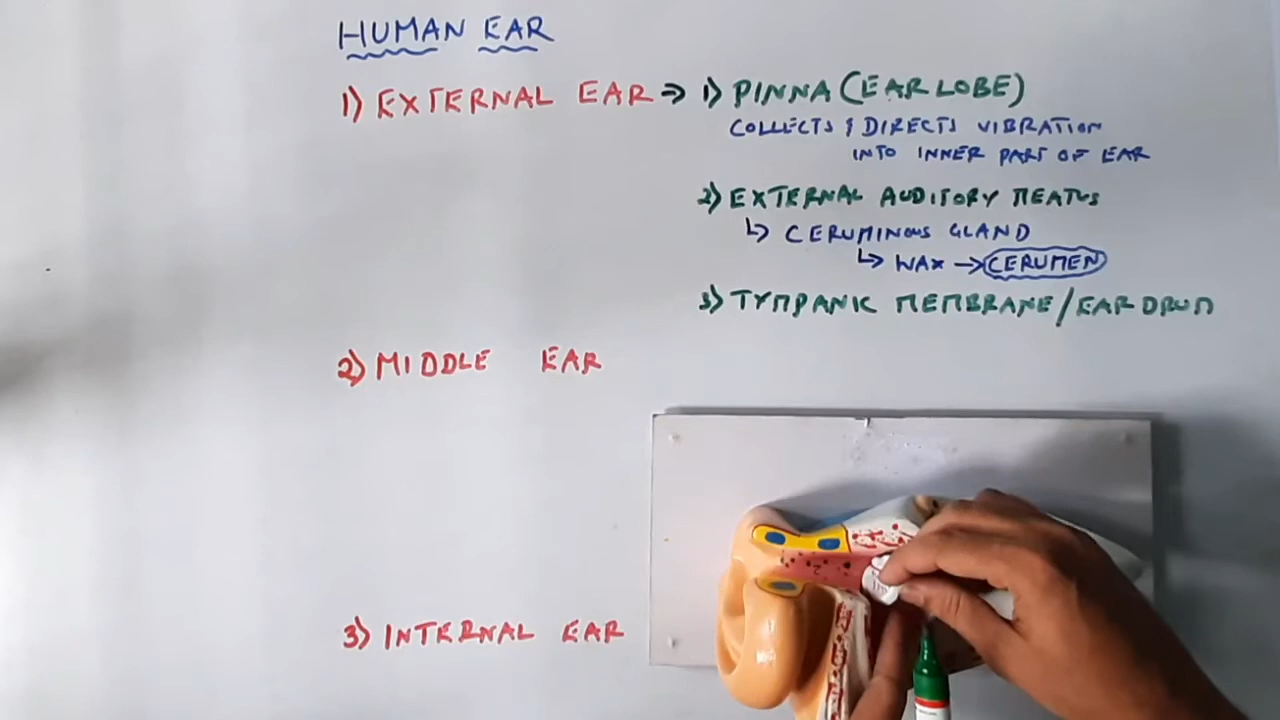 HUMAN EAR
1) EXTERNAL EAR → 1) PINNA (EAR LOBE)
COLLECTS & DIRECTS VIBRATION
INTO INNER PART OF EAR
2) EXTERNAL AUDITORY MEATUS
↳ CERUMINOUS GLAND
↳ WAX → CERUMEN
3) TYMPANIC MEMBRANE / EAR DRUM
2) MIDDLE EAR
3) INTERNAL EAR